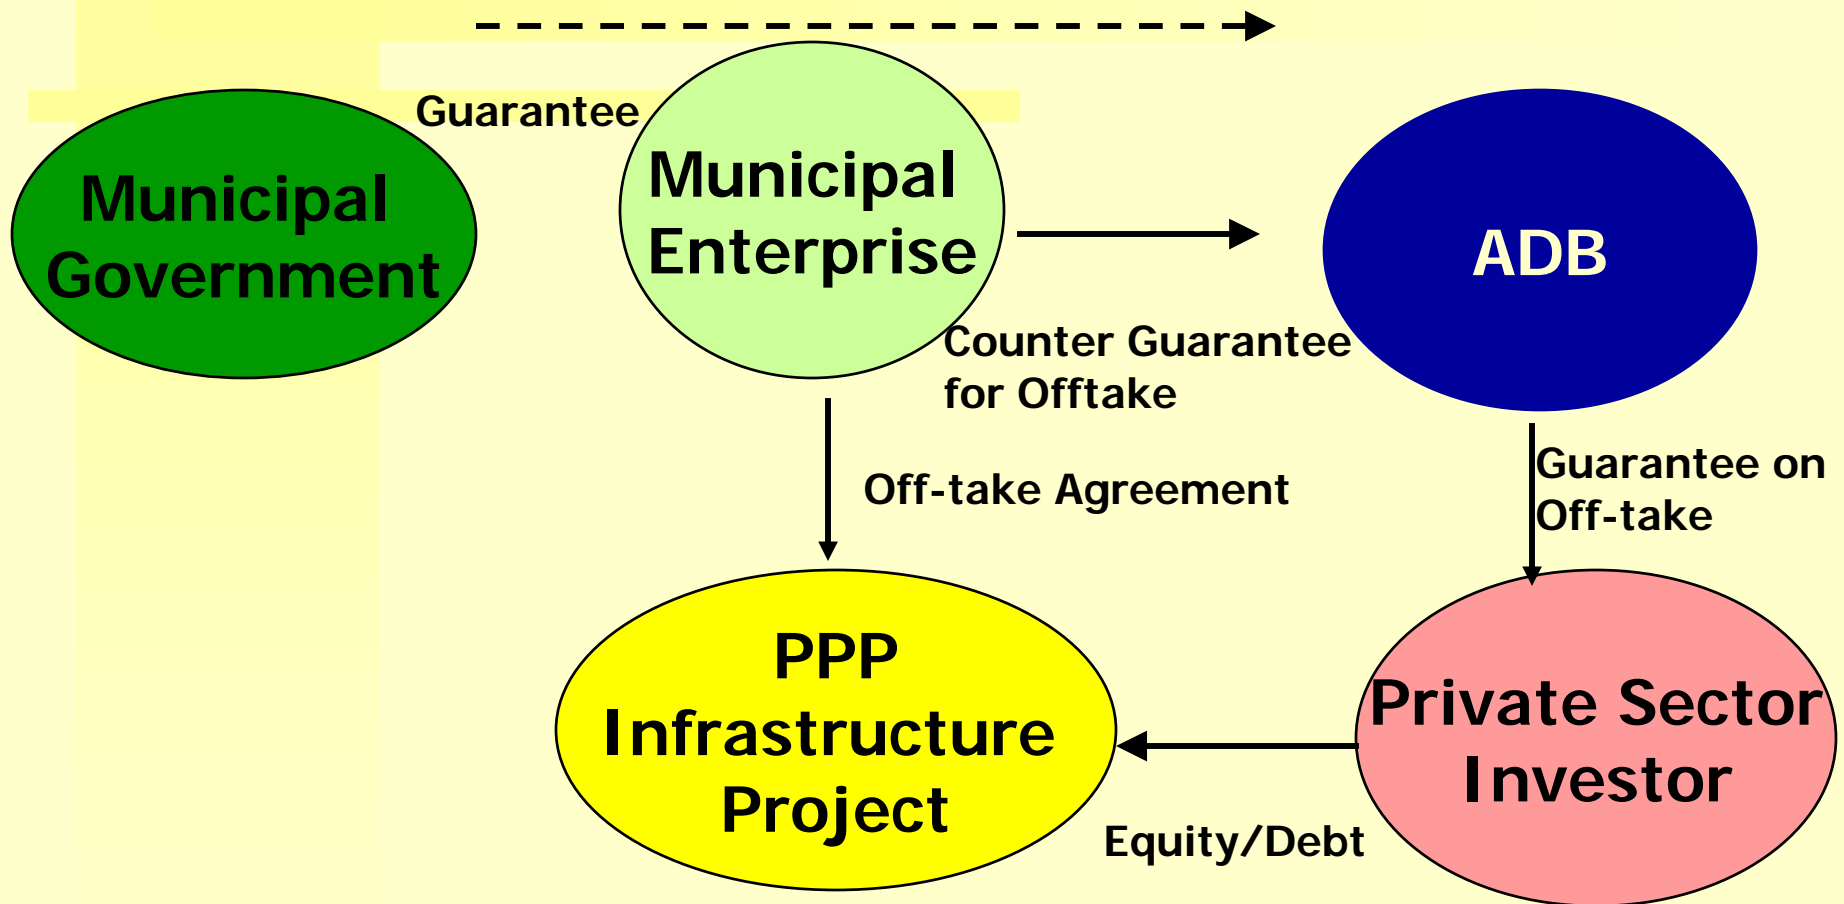 Guarantee
Municipal
Government
Municipal
Enterprise
ADB
Counter Guarantee
for Offtake
Off-take Agreement
Guarantee on
Off-take
PPP
Infrastructure
Project
Private Sector
Investor
Equity/Debt